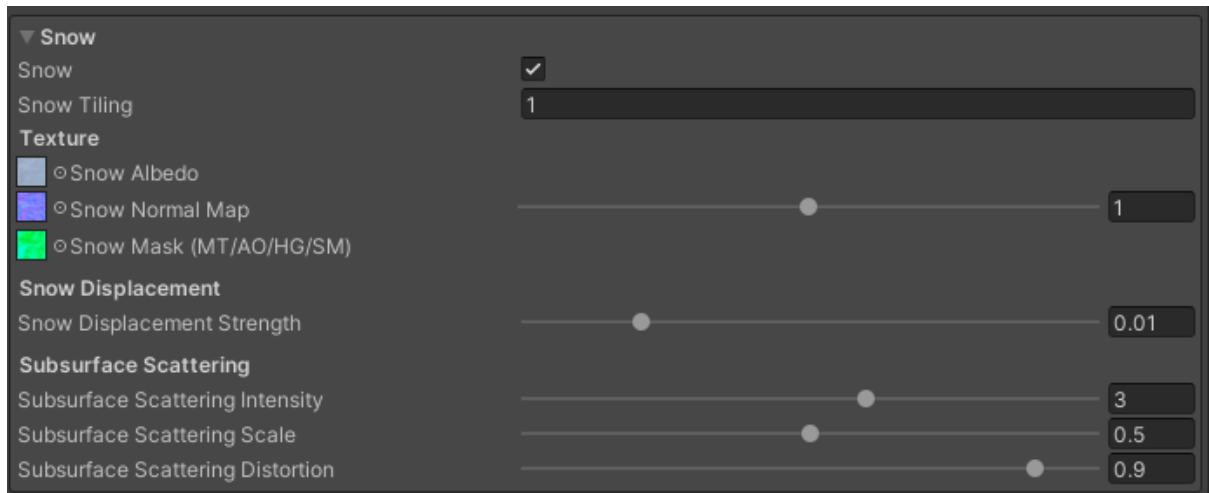 Snow
Snow
Snow Tiling 1
Texture
Snow Albedo
Snow Normal Map 1
Snow Mask (MT/AO/HG/SM)
Snow Displacement
Snow Displacement Strength 0.01
Subsurface Scattering
Subsurface Scattering Intensity 3
Subsurface Scattering Scale 0.5
Subsurface Scattering Distortion 0.9